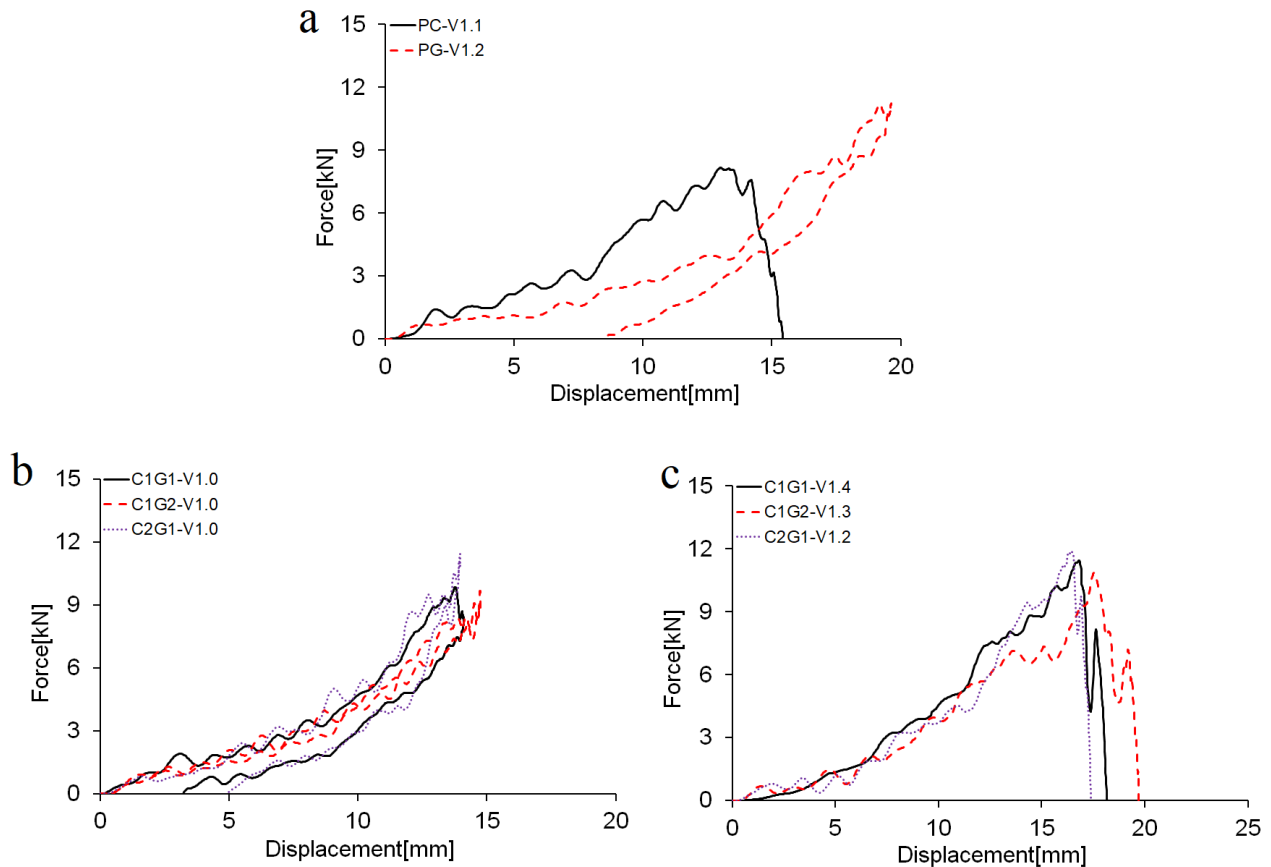 a
15
12
9
6
3
0
Force[kN]
PC-V1.1
PG-V1.2
0 5 10 15 20
Displacement[mm]
b
15
12
9
6
3
0
Force[kN]
C1G1-V1.0
C1G2-V1.0
C2G1-V1.0
0 5 10 15 20
Displacement[mm]
c
15
12
9
6
3
0
Force[kN]
C1G1-V1.4
C1G2-V1.3
C2G1-V1.2
0 5 10 15 20 25
Displacement[mm]